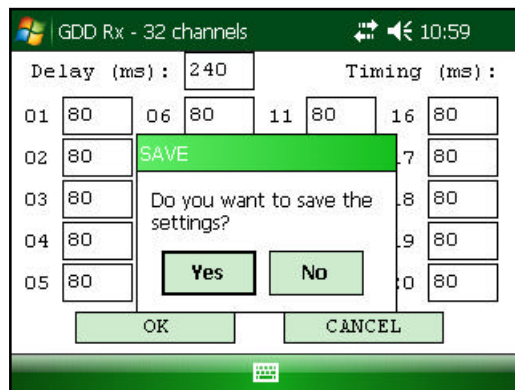 GDD Rx - 32 channels 10:59
Delay (ms): 240 Timing (ms):
01 80 06 80 11 80 16 80
02 80 SAVE 80
03 80 Do you want to save the 80
settings?
04 80 80
05 80 Yes No 80
OK CANCEL